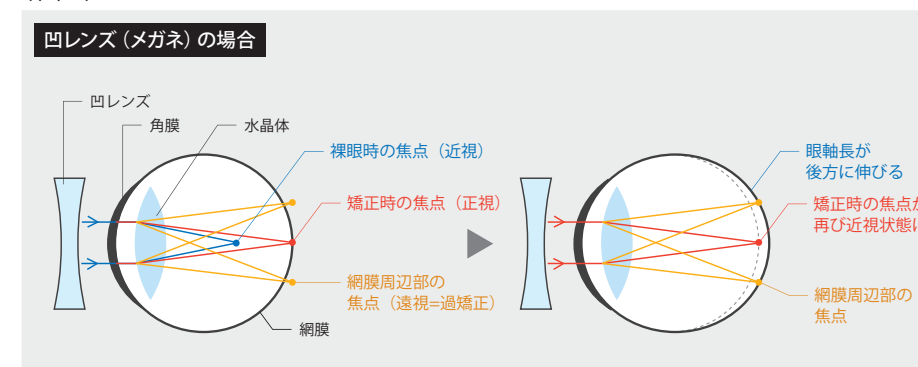 凹レンズ（メガネ）の場合
凹レンズ
角膜
水晶体
裸眼時の焦点（近視）
矯正時の焦点（正視）
網膜周辺部の
焦点（遠視=過矯正）
網膜
眼軸長が
後方に伸びる
矯正時の焦点が
再び近視状態に
網膜周辺部の
焦点